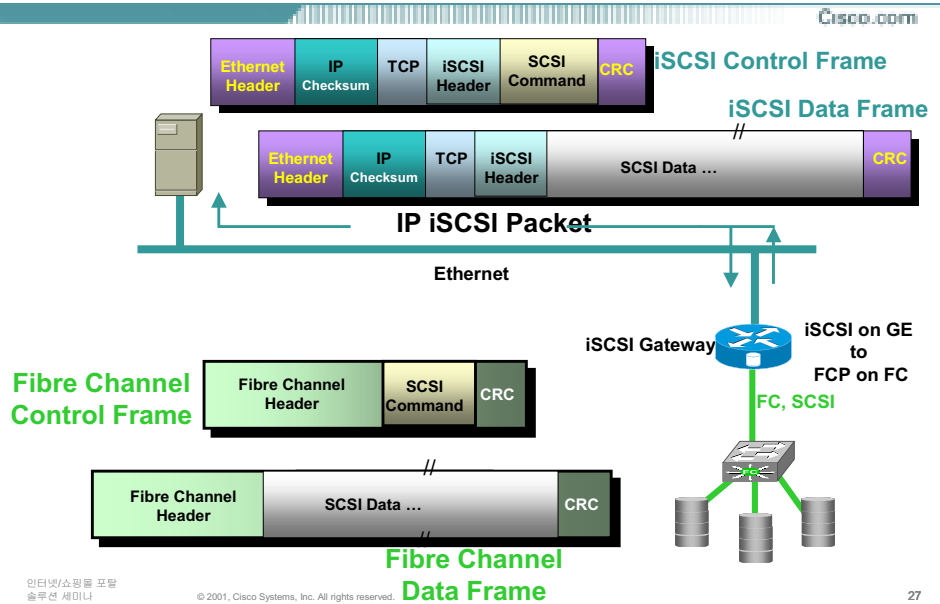 Cisco.com
Ethernet
Header
IP
Checksum
TCP
iSCSI
Header
SCSI
Command
CRC
iSCSI Control Frame
iSCSI Data Frame
Ethernet
Header
IP
Checksum
TCP
iSCSI
Header
//
SCSI Data ...
CRC
IP iSCSI Packet
Ethernet
iSCSI Gateway
iSCSI on GE
to
FCP on FC
FC, SCSI
FC
Fibre Channel
Control Frame
Fibre Channel
Header
SCSI
Command
CRC
Fibre Channel
Header
//
SCSI Data ...
//
CRC
Fibre Channel
Data Frame
인터넷/쇼핑몰 포탈
솔루션 세미나
© 2001, Cisco Systems, Inc. All rights reserved.
27